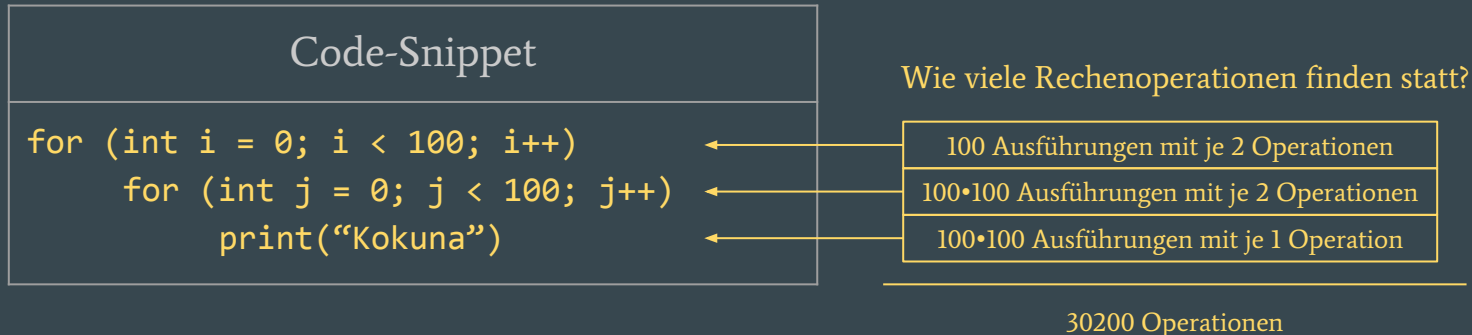 Code-Snippet
for (int i = 0; i < 100; i++)
for (int j = 0; j < 100; j++)
print(“Kokuna”)
Wie viele Rechenoperationen finden statt?
100 Ausführungen mit je 2 Operationen
100•100 Ausführungen mit je 2 Operationen
100•100 Ausführungen mit je 1 Operation
30200 Operationen